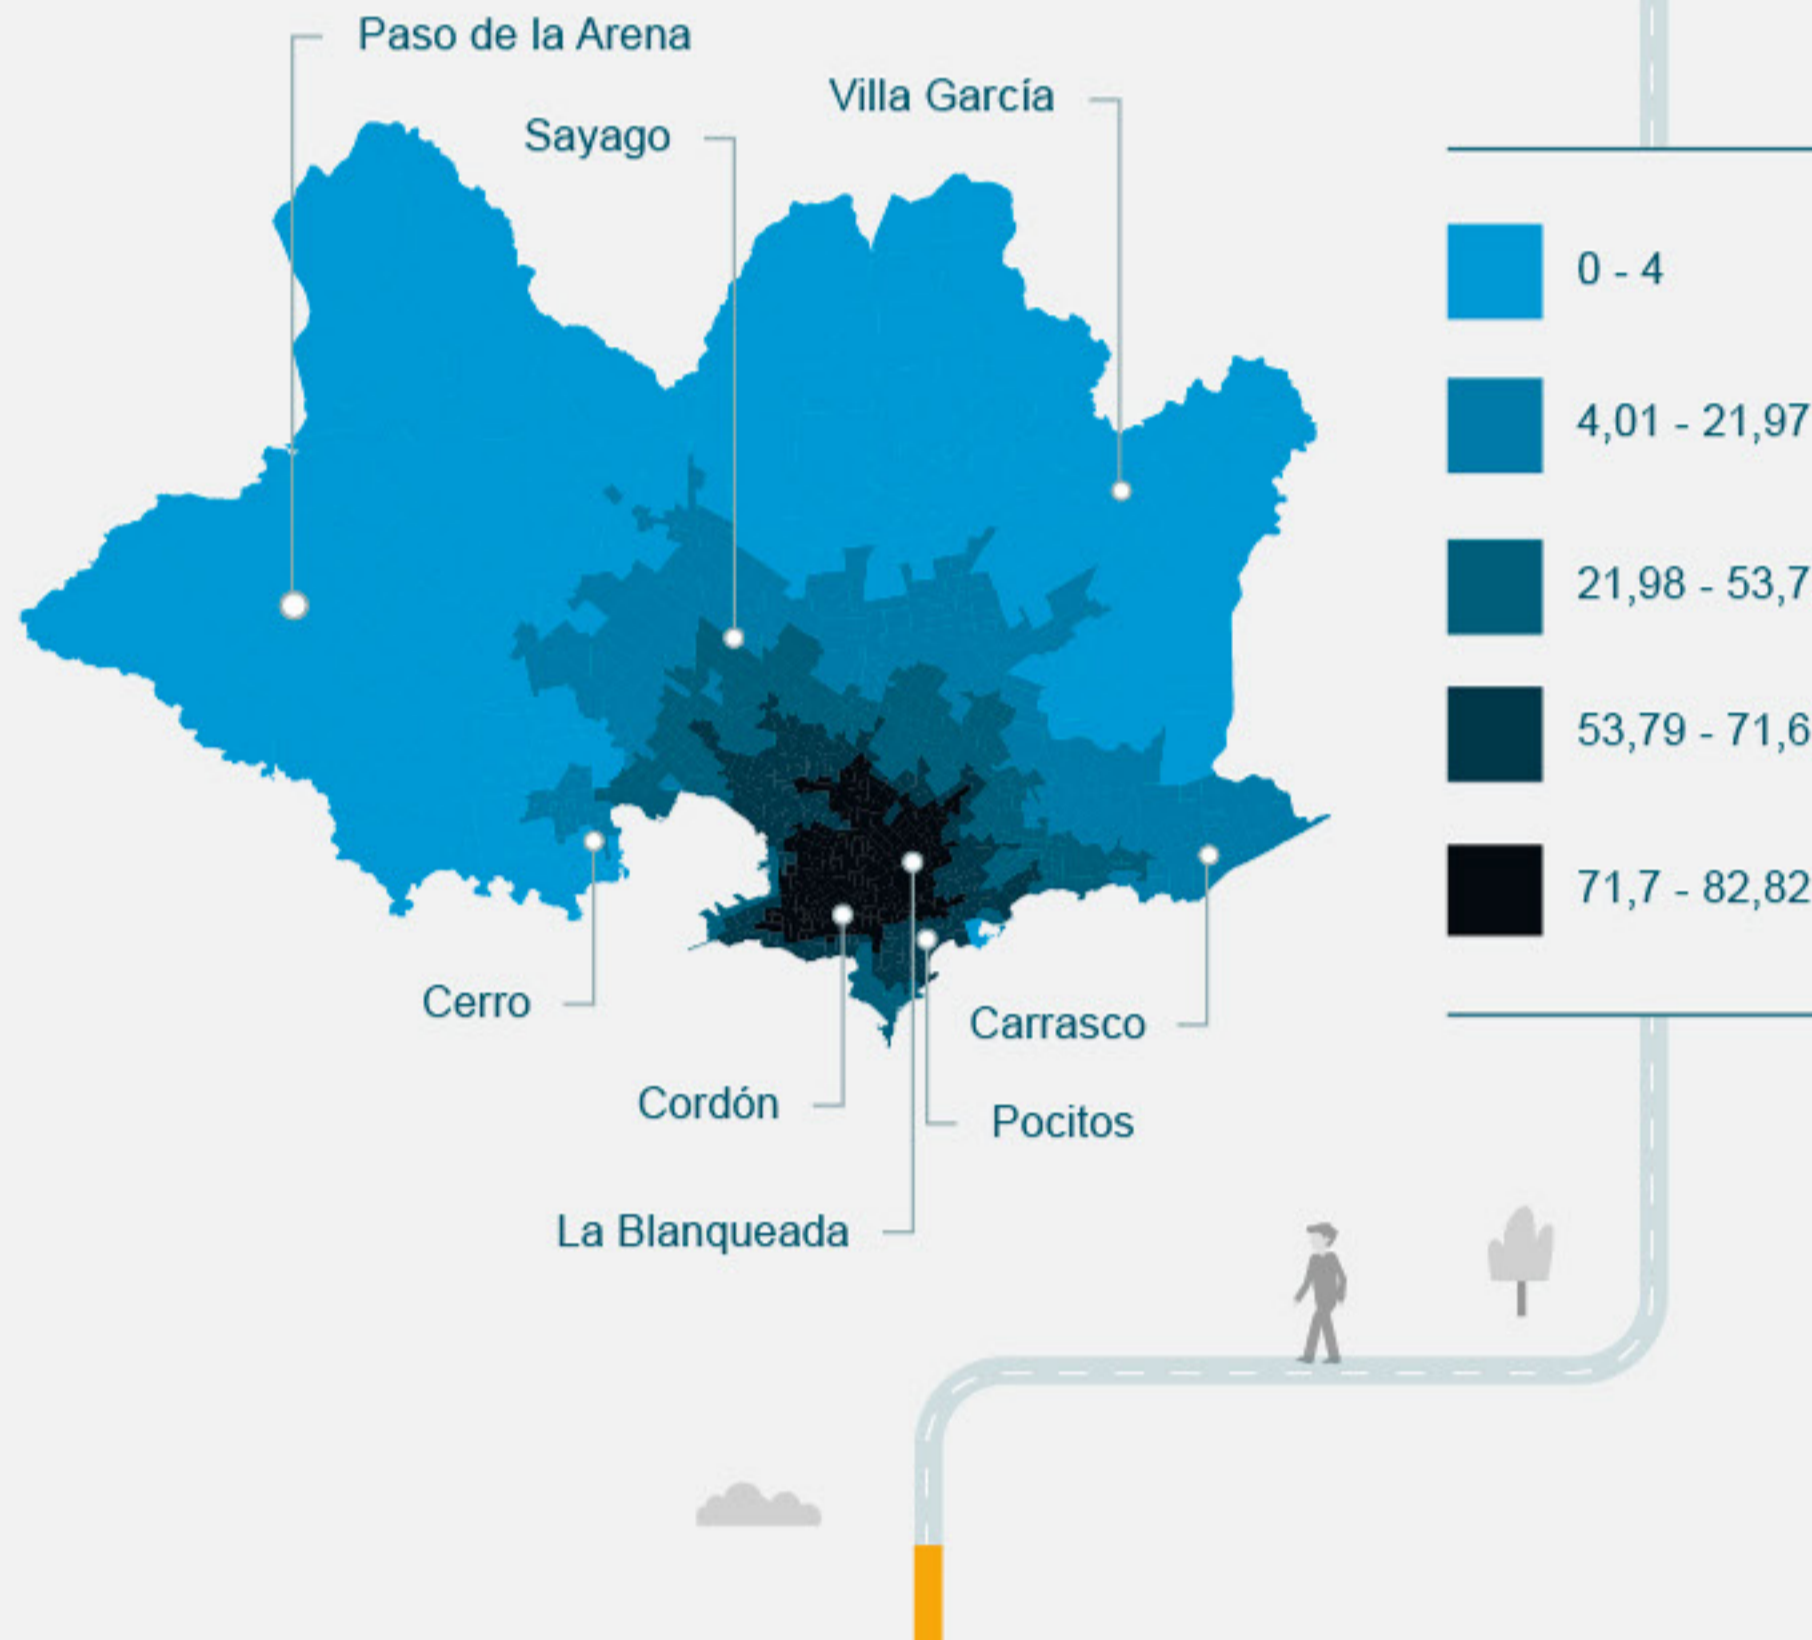 Paso de la Arena
Villa García
Sayago
0 - 4
4,01 - 21,97
21,98 - 53,7
53,79 - 71,6
71,7 - 82,82
Cerro
Carrasco
Cordón
Pocitos
La Blanqueada